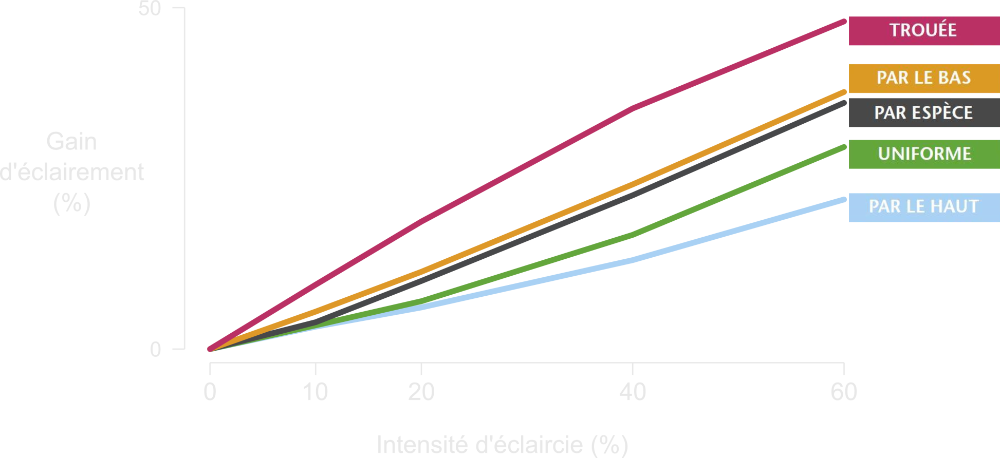 50
TROUÉE
PAR LE BAS
PAR ESPÈCE
Gain
d'éclairement
(%)
UNIFORME
PAR LE HAUT
0
0 10 20 40 60
Intensité d'éclaircie (%)